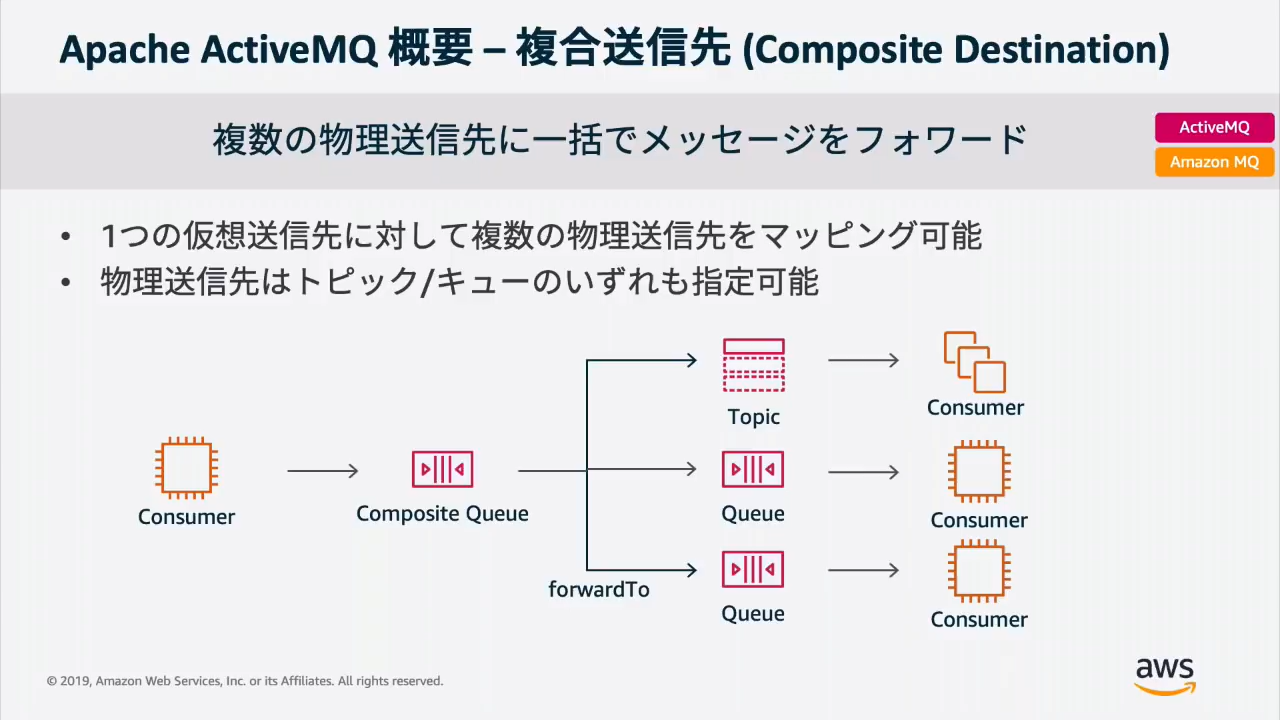 Apache ActiveMQ 概要 – 複合送信先 (Composite Destination)
複数の物理送信先に一括でメッセージをフォワード
ActiveMQ
Amazon MQ
• 1つの仮想送信先に対して複数の物理送信先をマッピング可能
• 物理送信先はトピック/キューのいずれも指定可能
Topic
Consumer
Consumer
Composite Queue
Queue
Consumer
forwardTo
Queue
Consumer
© 2019, Amazon Web Services, Inc. or its Affiliates. All rights reserved.
aws